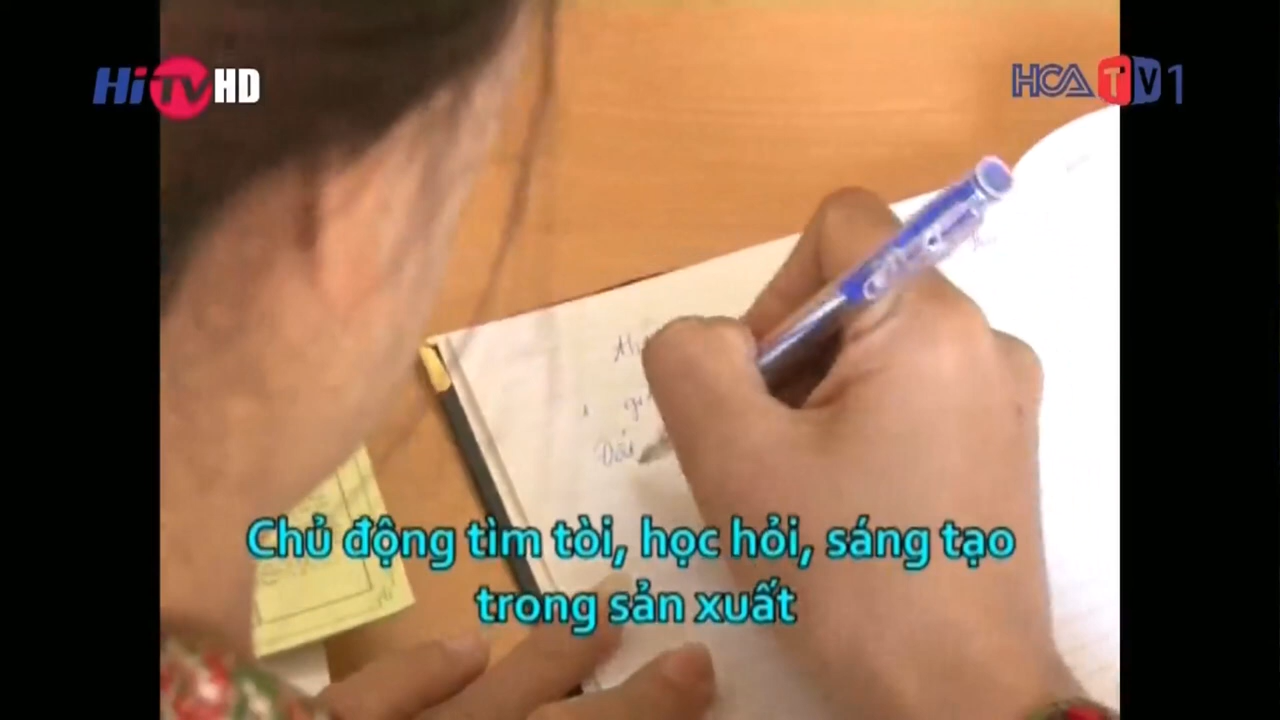 HiTV HD
HCATV1
Chủ động tìm tòi, học hỏi, sáng tạo
trong sản xuất